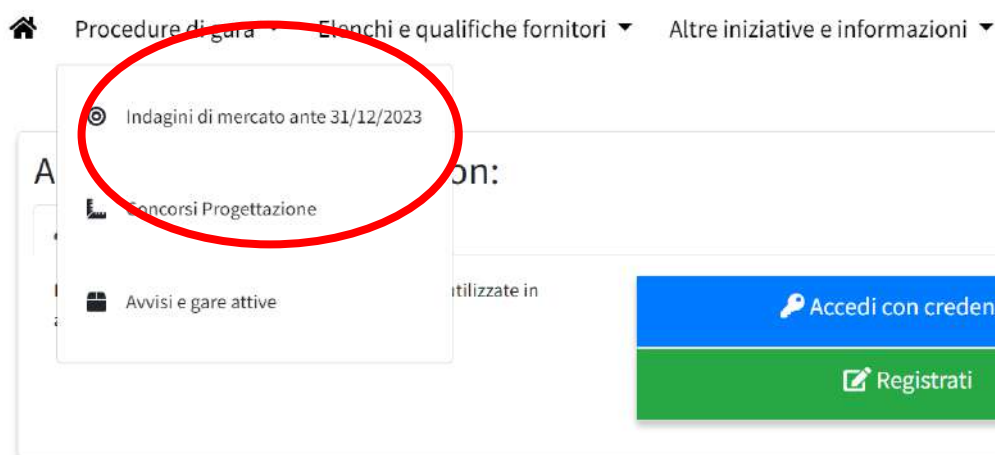 Procedure di gara Elenchi e qualifiche fornitori Altre iniziative e informazioni
Indagini di mercato ante 31/12/2023
A on:
Concorsi Progettazione
Avvisi e gare attive
utilizzate in
Accedi con creden
Registrati